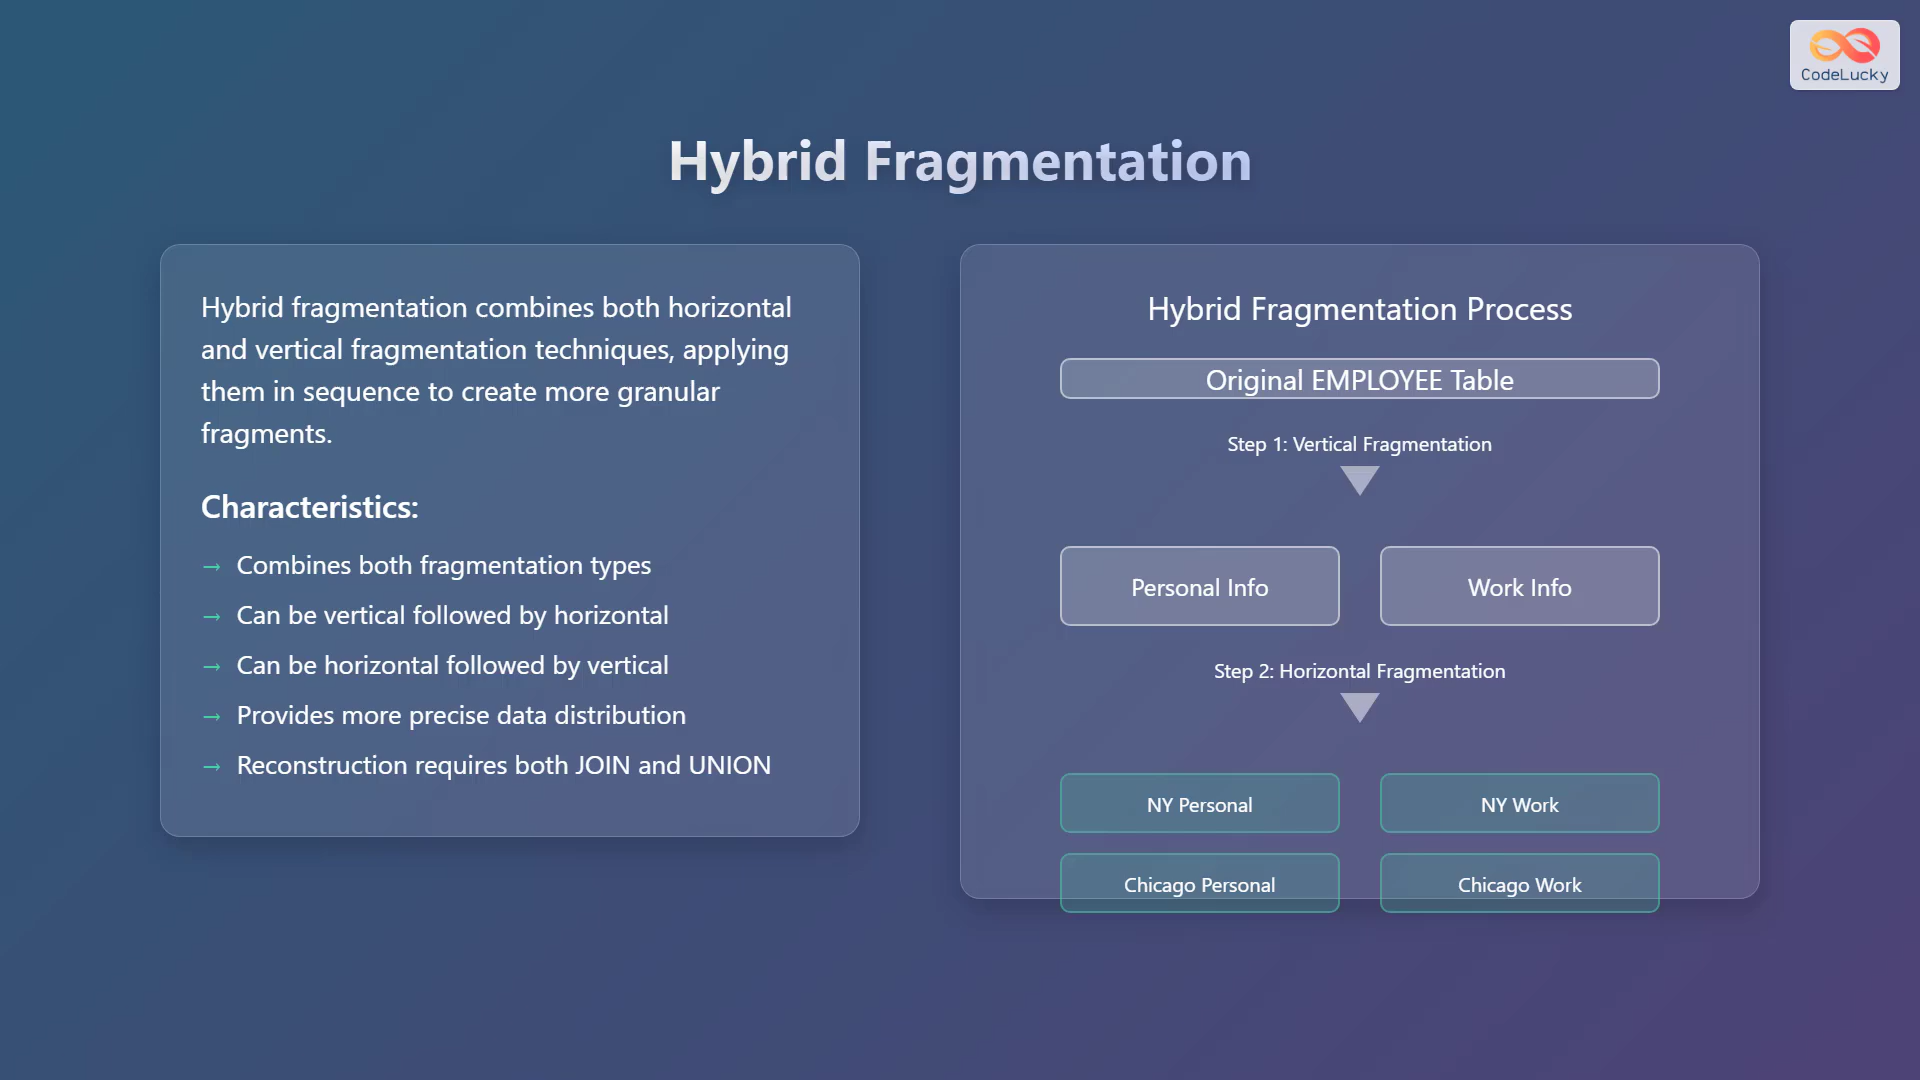 CodeLucky
Hybrid Fragmentation
Hybrid fragmentation combines both horizontal
and vertical fragmentation techniques, applying
them in sequence to create more granular
fragments.
Characteristics:
→ Combines both fragmentation types
→ Can be vertical followed by horizontal
→ Can be horizontal followed by vertical
→ Provides more precise data distribution
→ Reconstruction requires both JOIN and UNION
Hybrid Fragmentation Process
Original EMPLOYEE Table
Step 1: Vertical Fragmentation
Personal Info
Work Info
Step 2: Horizontal Fragmentation
NY Personal
NY Work
Chicago Personal
Chicago Work